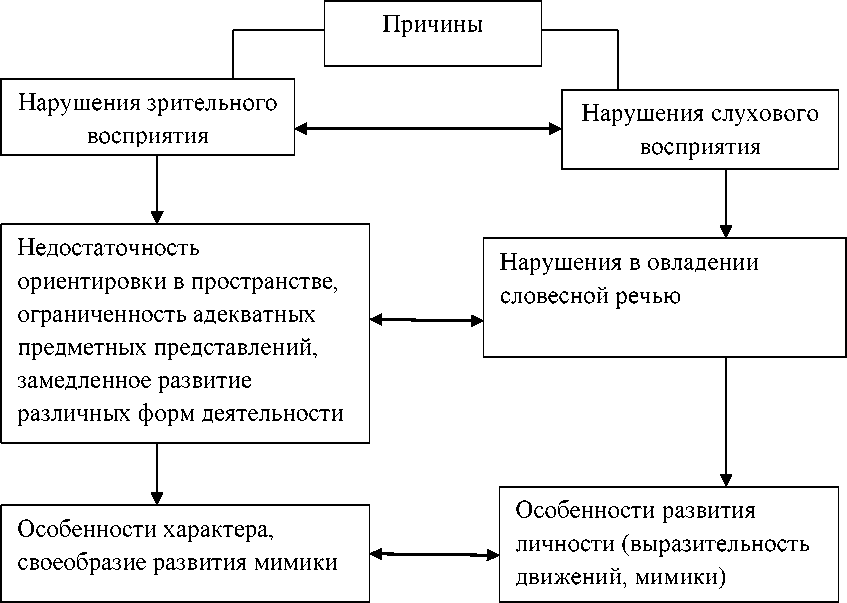 Причины
Нарушения зрительного
восприятия
Нарушения слухового
восприятия
Недостаточность
ориентировки в пространстве,
ограниченность адекватных
предметных представлений,
замедленное развитие
различных форм деятельности
Нарушения в овладении
словесной речью
Особенности характера,
своеобразие развития мимики
Особенности развития
личности (выразительность
движений, мимики)